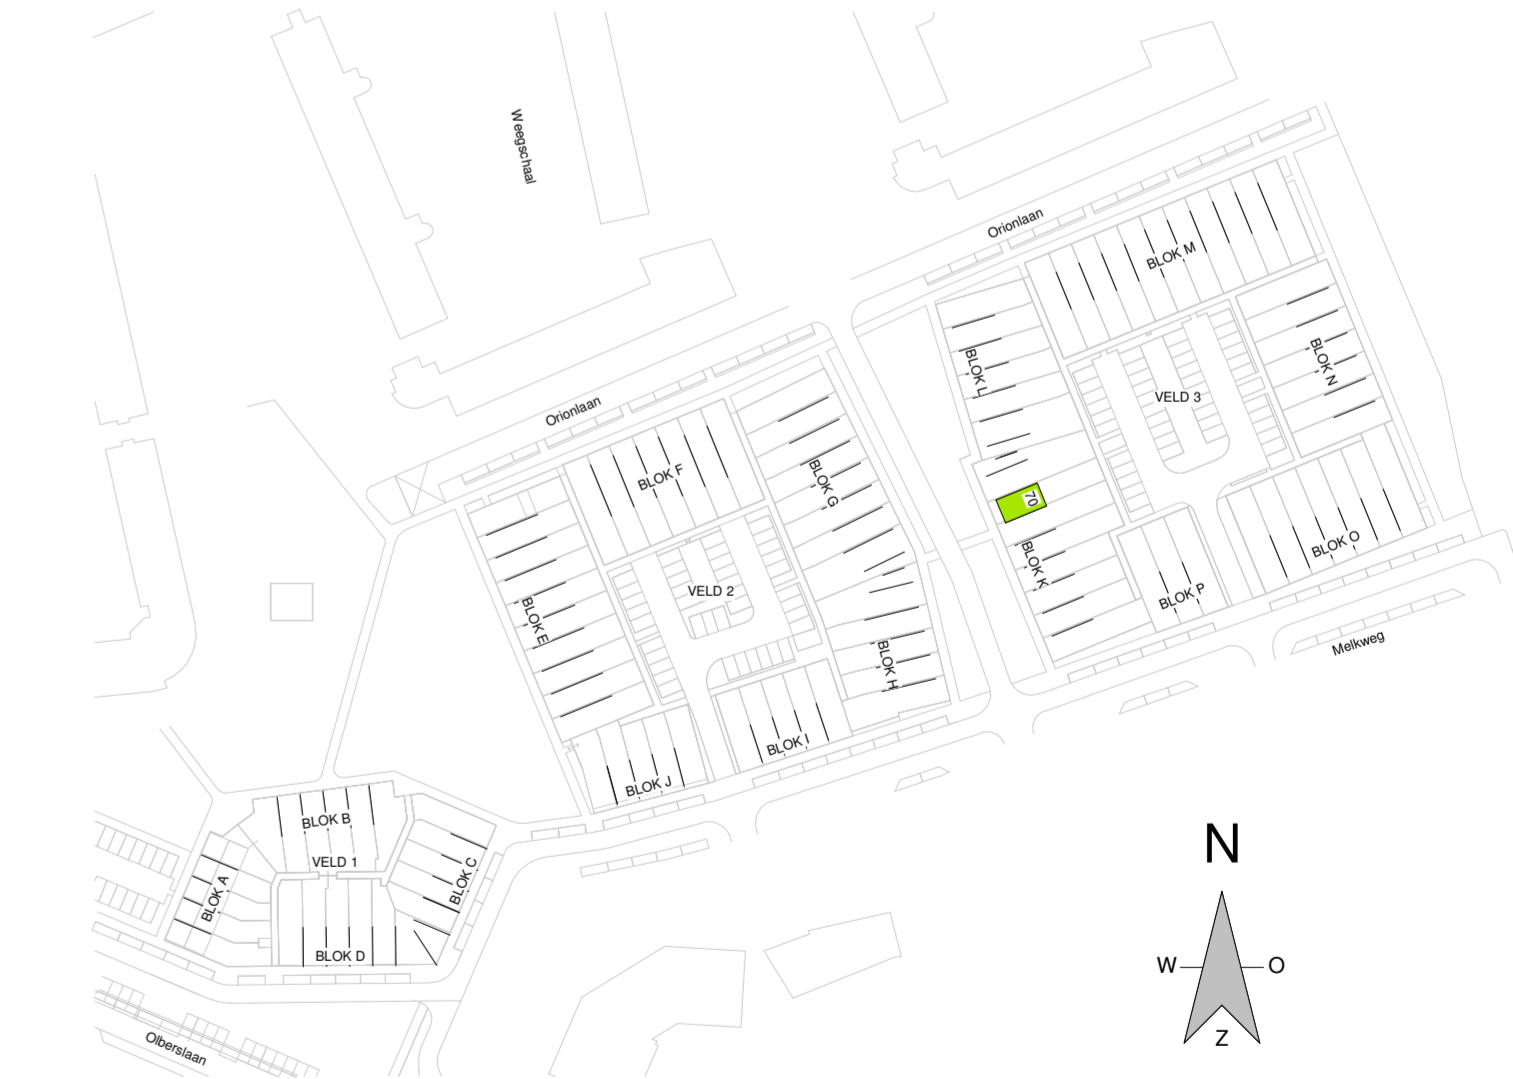 Weegschaal
Orionlaan
BLOK M
BLOK L
BLOK N
VELD 3
Orionlaan
BLOK F
BLOK G
70
BLOK O
BLOK K
BLOK P
VELD 2
BLOK E
BLOK H
Melkweg
BLOK I
BLOK J
BLOK B
VELD 1
BLOK C
BLOK A
BLOK D
Olberslaan
N
W
O
Z